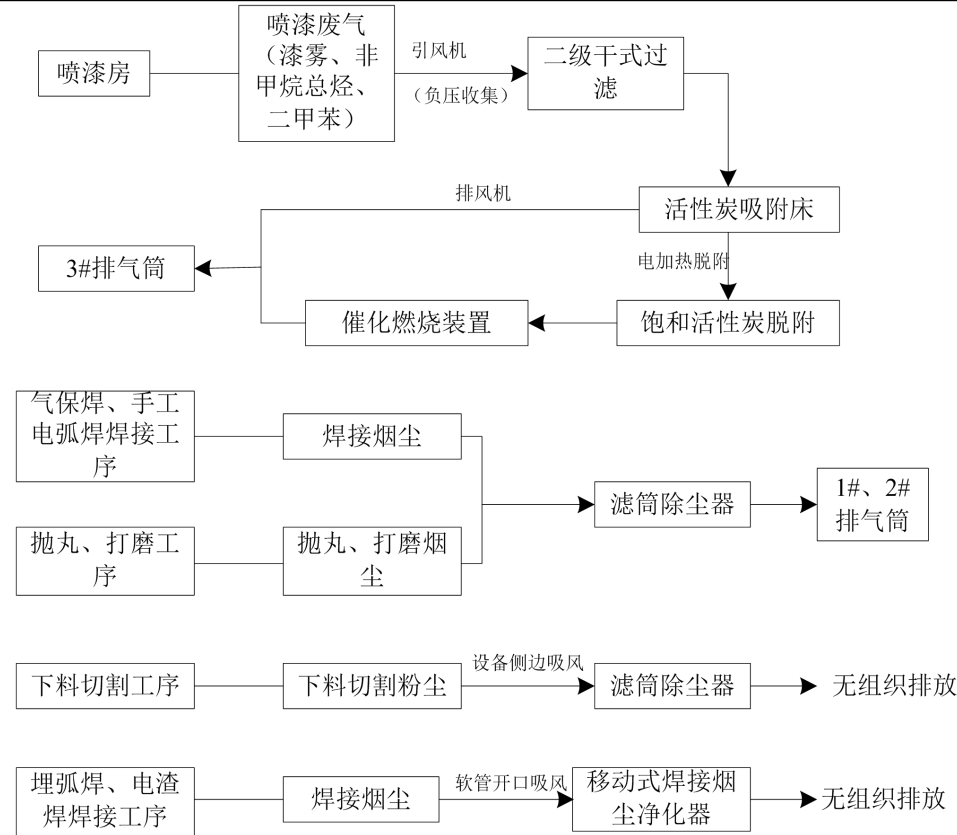 喷漆房
喷漆废气
（漆雾、非
甲烷总烃、
二甲苯）
引风机
（负压收集）
二级干式过
滤
排风机
活性炭吸附床
3#排气筒
电加热脱附
催化燃烧装置
饱和活性炭脱附
气保焊、手工
电弧焊焊接工
序
焊接烟尘
滤筒除尘器
1#、2#
排气筒
抛丸、打磨工
序
抛丸、打磨烟
尘
下料切割工序
下料切割粉尘
设备侧边吸风
滤筒除尘器
无组织排放
埋弧焊、电渣
焊焊接工序
焊接烟尘
软管开口吸风
移动式焊接烟
尘净化器
无组织排放